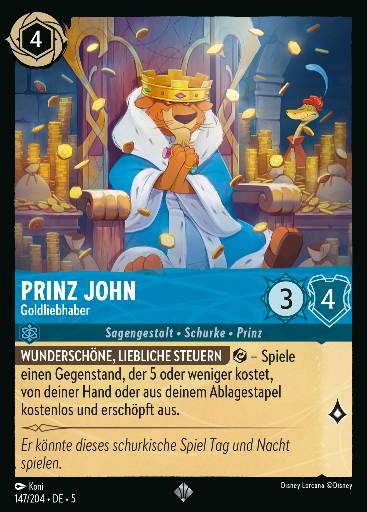 4
PRINZ JOHN
Goldliebhaber
3
4
Sagengestalt • Schurke • Prinz
WUNDERSCHÖNE, LIEBLICHE STEUERN – Spiele
einen Gegenstand, der 5 oder weniger kostet,
von deiner Hand oder aus deinem Ablagestapel
kostenlos und erschöpft aus.
Er könnte dieses schurkische Spiel Tag und Nacht
spielen.
Koni
147/204 • DE • 5
Disney Lorcana ©Disney